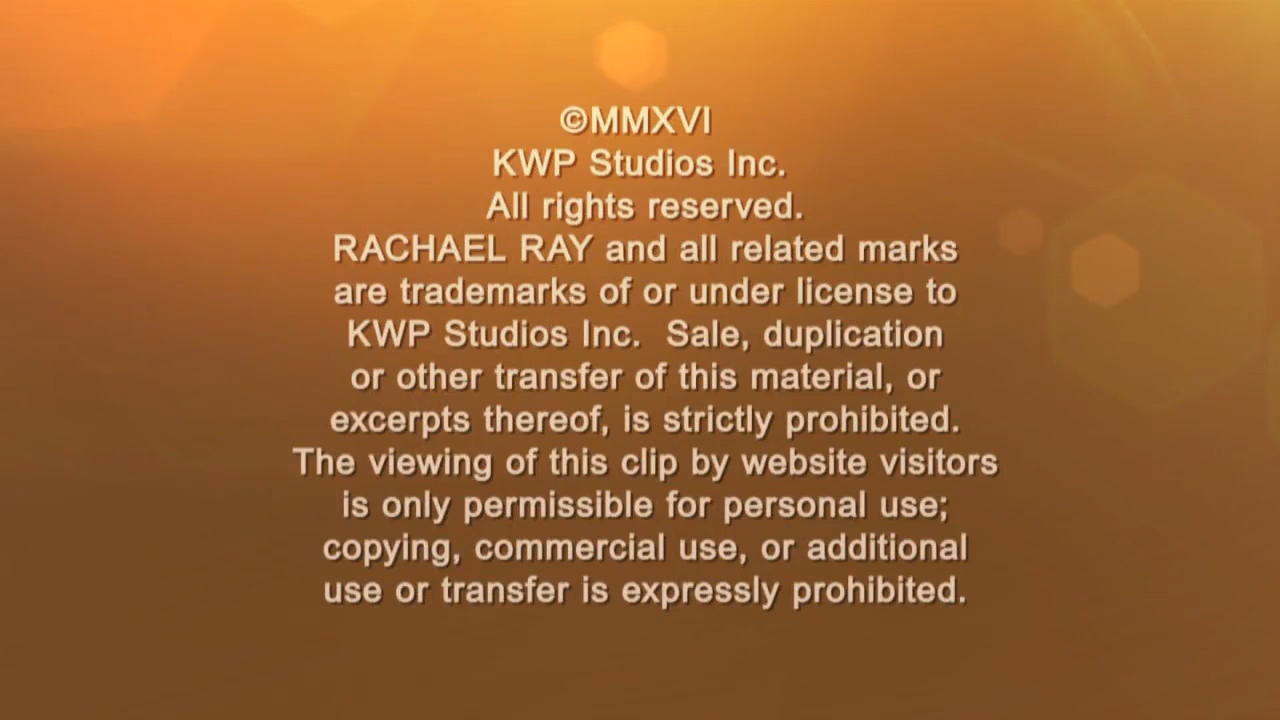 ©MMXVI
KWP Studios Inc.
All rights reserved.
RACHAEL RAY and all related marks
are trademarks of or under license to
KWP Studios Inc.  Sale, duplication
or other transfer of this material, or
excerpts thereof, is strictly prohibited.
The viewing of this clip by website visitors
is only permissible for personal use;
copying, commercial use, or additional
use or transfer is expressly prohibited.